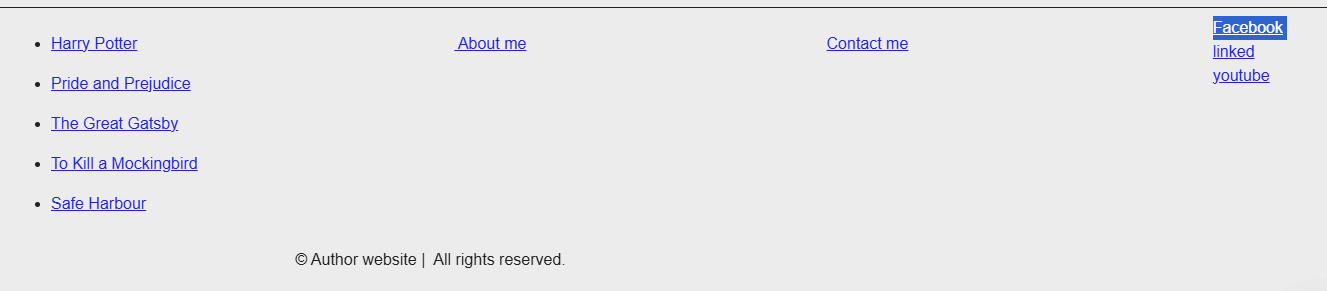 Harry Potter
Pride and Prejudice
The Great Gatsby
To Kill a Mockingbird
Safe Harbour
About me
Contact me
Facebook
linked
youtube
© Author website | All rights reserved.